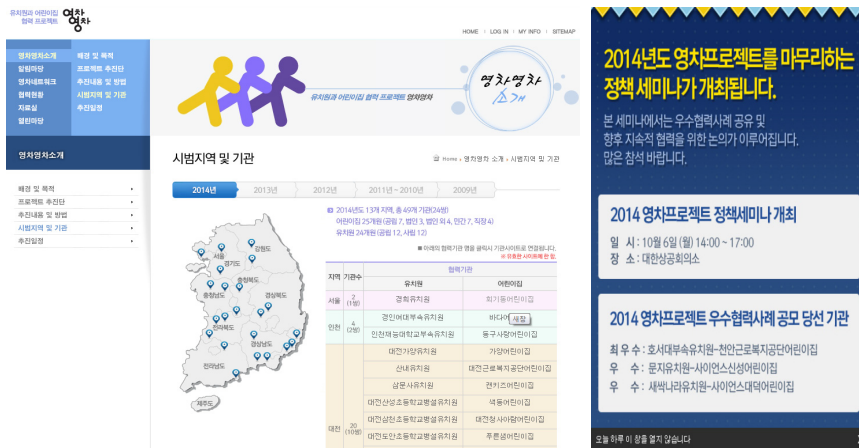 유치원과 어린이집
협력 프로젝트
영차
영차
HOME | LOG IN | MY INFO | SITEMAP
영차영차소개
알림마당
영차네트워크
협력현황
자료실
열린마당
배경 및 목적
프로젝트 추진단
추진내용 및 방법
시범지역 및 기관
추진일정
유치원과 어린이집 협력 프로젝트 영차영차
영차영차
소개
영차영차소개
배경 및 목적
프로젝트 추진단
추진내용 및 방법
시범지역 및 기관
추진일정
시범지역 및 기관
Home 영차영차 소개 시범지역 및 기관
2014년 2013년 2012년 2011년~2010년 2009년
2014년도 13개 지역, 총 49개 기관(24쌍)
어린이집 25개원 (공립 7, 법인 3, 법인 외 4, 민간 7, 직장 4)
유치원 24개원 (공립 12, 사립 12)
■ 아래의 협력기관 명을 클릭시 기관사이트로 연결됩니다.
※ 유효한 사이트에 한 함.
서울
강원도
경기도
충청북도
충청남도
경상북도
전라북도
경상남도
전라남도
제주도
지역 기관수 협력기관
유치원 어린이집
서울 2 (1쌍) 경희유치원 회기동어린이집
인천 4 (2쌍) 경인여대부속유치원 바다어 새창
인천재능대학교부속유치원 동구사랑어린이집
대전 20 (10쌍)
대전가양유치원 가양어린이집
산내유치원 대전근로복지공단어린이집
삼문사유치원 캔키즈어린이집
대전산성초등학교병설유치원 넉동어린이집
대전삼천초등학교병설유치원 대전청사아람어린이집
대전도안초등학교병설유치원 푸른샘어린이집
2014년도 영차프로젝트를 마무리하는
정책 세미나가 개최됩니다.
본 세미나에서는 우수협력사례 공유 및
향후 지속적 협력을 위한 논의가 이루어집니다.
많은 참석 바랍니다.
2014 영차프로젝트 정책세미나 개최
일 시 : 10월 6일 (월) 14:00 ~ 17:00
장 소 : 대한상공회의소
2014 영차프로젝트 우수협력사례 공모 당선 기관
최 우 수 : 호서대부속유치원-천안근로복지공단어린이집
우 수 : 문지유치원-사이언스신성어린이집
우 수 : 새싹나라유치원-사이언스대덕어린이집
오늘 하루 이 창을 열지 않습니다